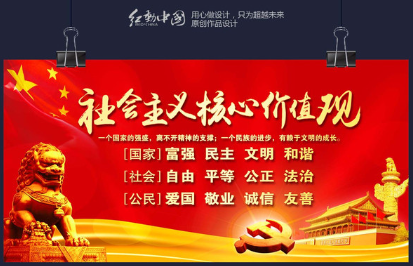 红动中国 用心做设计，只为超越未来
原创作品设计
社会主义核心价值观
一个国家的强盛，离不开精神的支撑；一个民族的进步，有赖于文明的成长。
[国家] 富强 民主 文明 和谐
[社会] 自由 平等 公正 法治
[公民] 爱国 敬业 诚信 友善